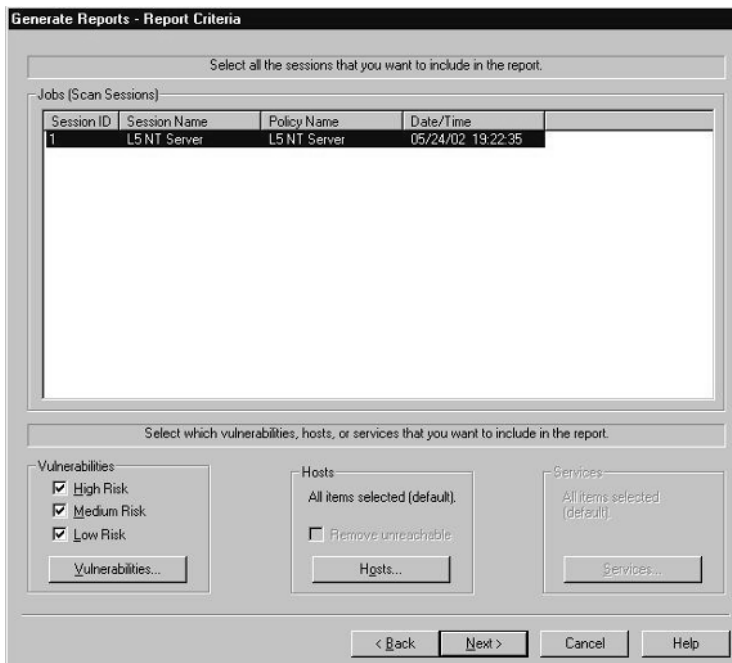 Generate Reports - Report Criteria
Select all the sessions that you want to include in the report.
Jobs (Scan Sessions)
Session ID Session Name Policy Name Date/Time
1 L5 NT Server L5 NT Server 05/24/02 19:22:35
Select which vulnerabilities, hosts, or services that you want to include in the report.
Vulnerabilities
High Risk
Medium Risk
Low Risk
Vulnerabilities...
Hosts
All items selected (default).
Remove unreachable
Hosts...
Services
All items selected
(default).
Services...
< Back Next > Cancel Help